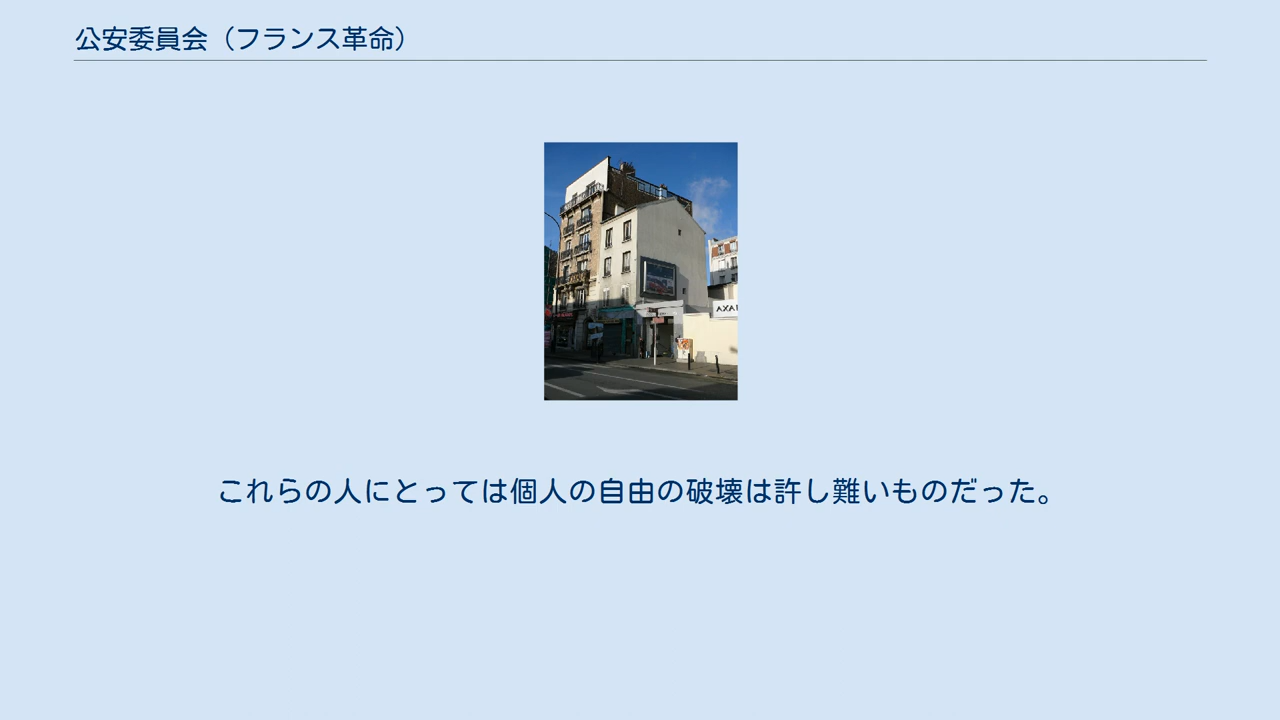 公安委員会（フランス革命）
AXA
これらの人にとっては個人の自由の破壊は許し難いものだった。